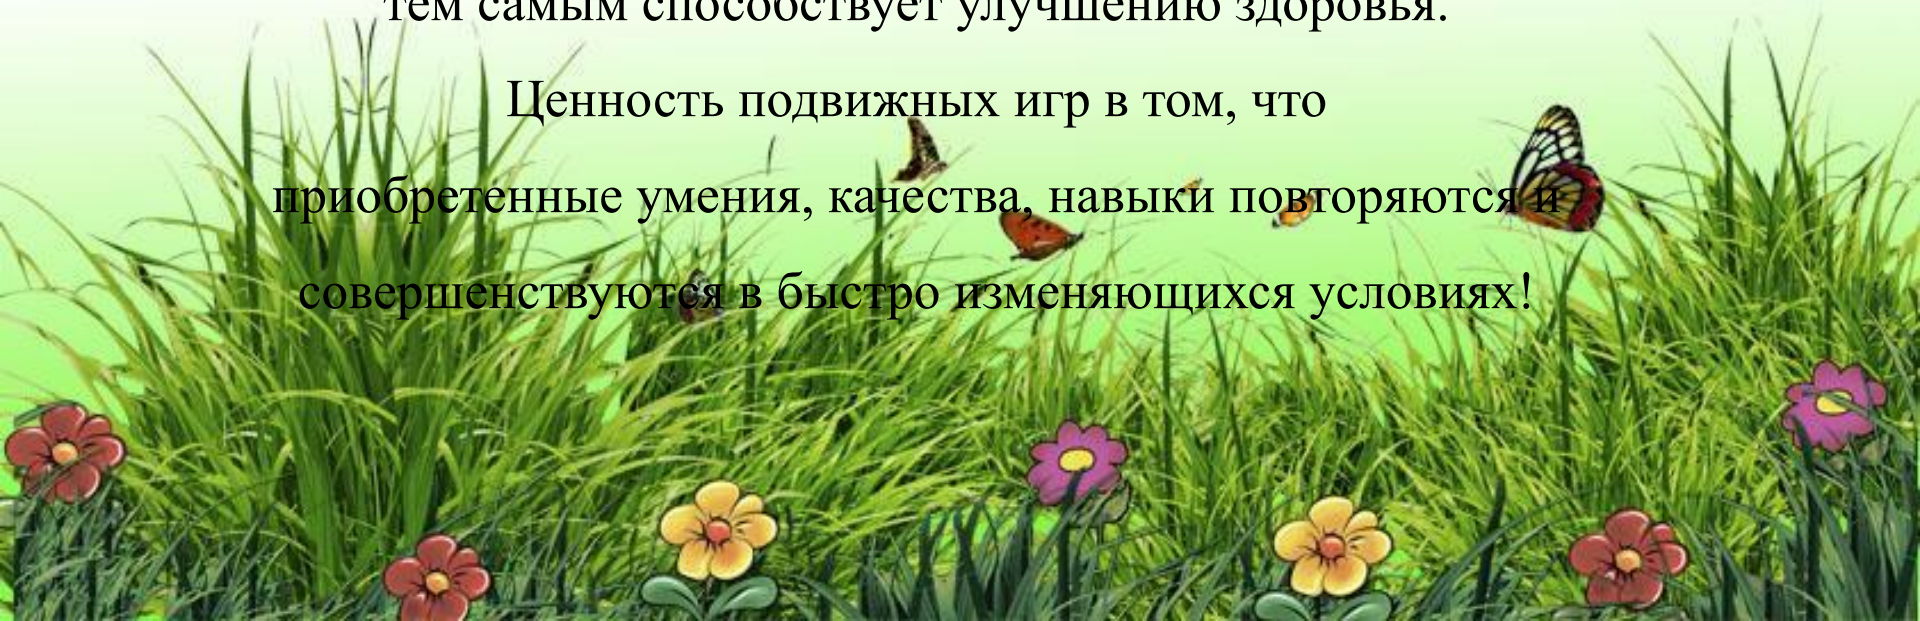 тем самым способствует улучшению здоровья.
Ценность подвижных игр в том, что
приобретенные умения, качества, навыки повторяются и
совершенствуются в быстро изменяющихся условиях!